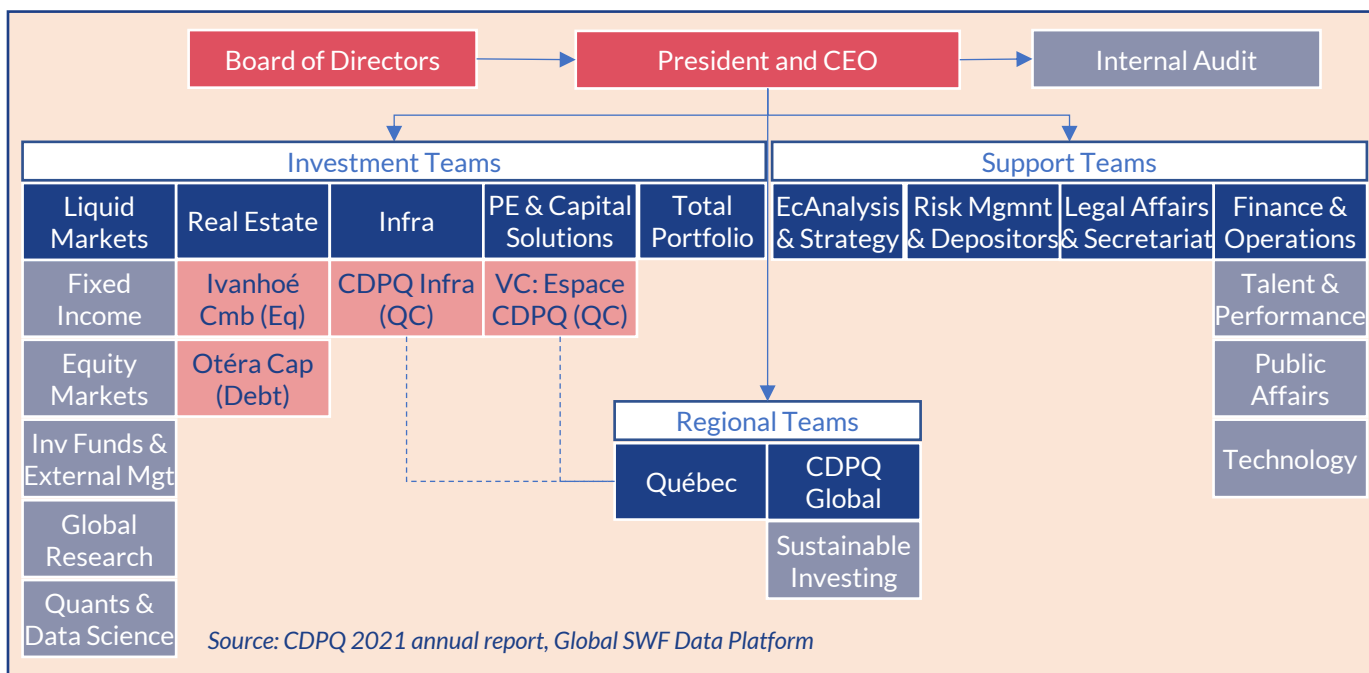 Board of Directors
President and CEO
Internal Audit
Investment Teams
Support Teams
Liquid
Markets
Real Estate
Infra
PE & Capital
Solutions
Total
Portfolio
EcAnalysis
& Strategy
Risk Mgmnt
& Depositors
Legal Affairs
& Secretariat
Finance &
Operations
Fixed
Income
Ivanhoé
Cmb (Eq)
CDPQ Infra
(QC)
VC: Espace
CDPQ (QC)
Talent &
Performance
Equity
Markets
Otéra Cap
(Debt)
Public
Affairs
Regional Teams
Inv Funds &
External Mgt
Québec
CDPQ
Global
Technology
Global
Research
Sustainable
Investing
Quants &
Data Science
Source: CDPQ 2021 annual report, Global SWF Data Platform